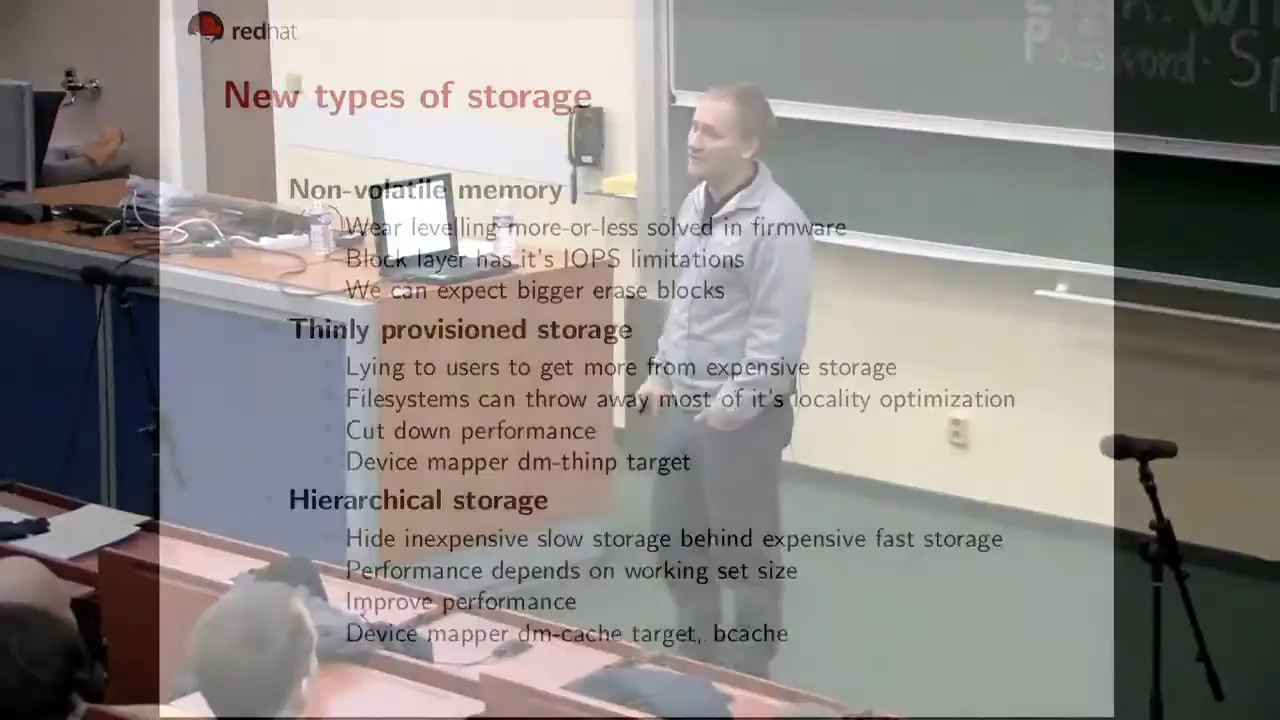 redhat
New types of storage
Non-volatile memory
Wear levelling more-or-less solved in firmware
Block layer has it's IOPS limitations
We can expect bigger erase blocks
Thinly provisioned storage
Lying to users to get more from expensive storage
Filesystems can throw away most of it's locality optimization
Cut down performance
Device mapper dm-thinp target
Hierarchical storage
Hide inexpensive slow storage behind expensive fast storage
Performance depends on working set size
Improve performance
Device mapper dm-cache target, bcache